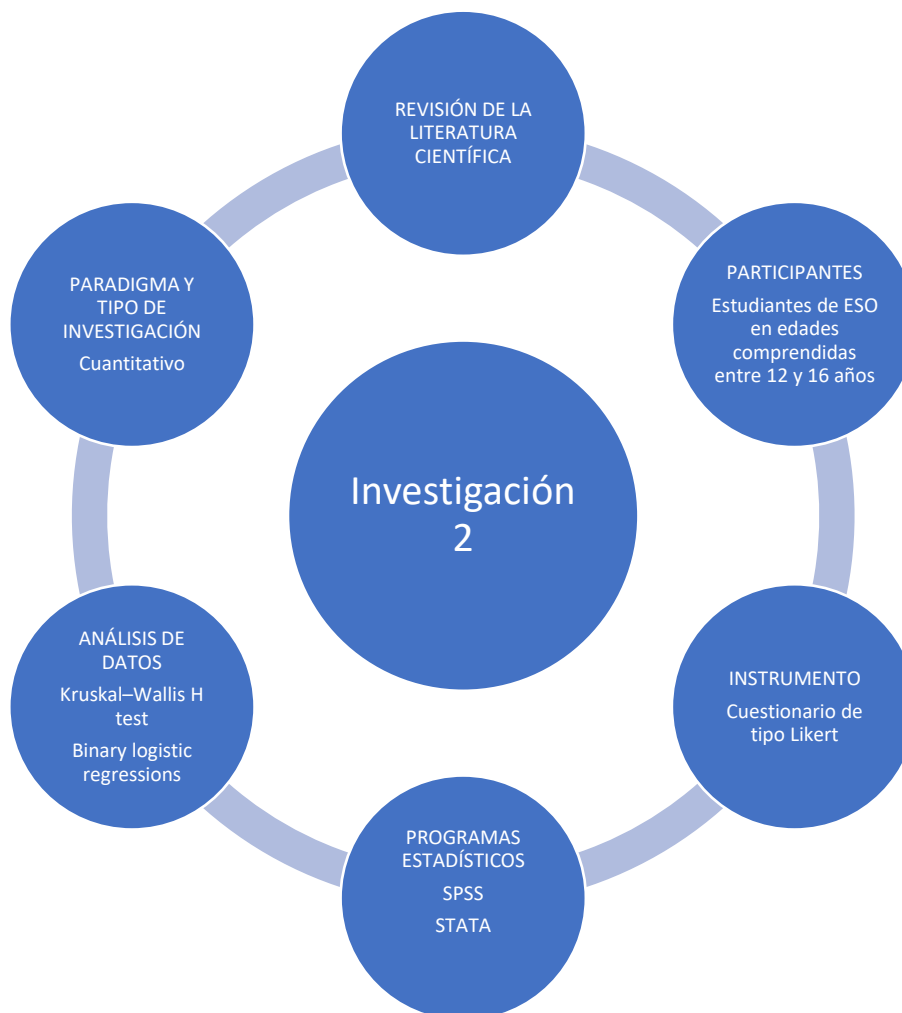 REVISIÓN DE LA
LITERATURA
CIENTÍFICA
PARTICIPANTES
Estudiantes de ESO
en edades
comprendidas
entre 12 y 16 años
INSTRUMENTO
Cuestionario de
tipo Likert
PROGRAMAS
ESTADÍSTICOS
SPSS
STATA
ANÁLISIS DE
DATOS
Kruskal–Wallis H
test
Binary logistic
regressions
PARADIGMA Y
TIPO DE
INVESTIGACIÓN
Cuantitativo
Investigación
2